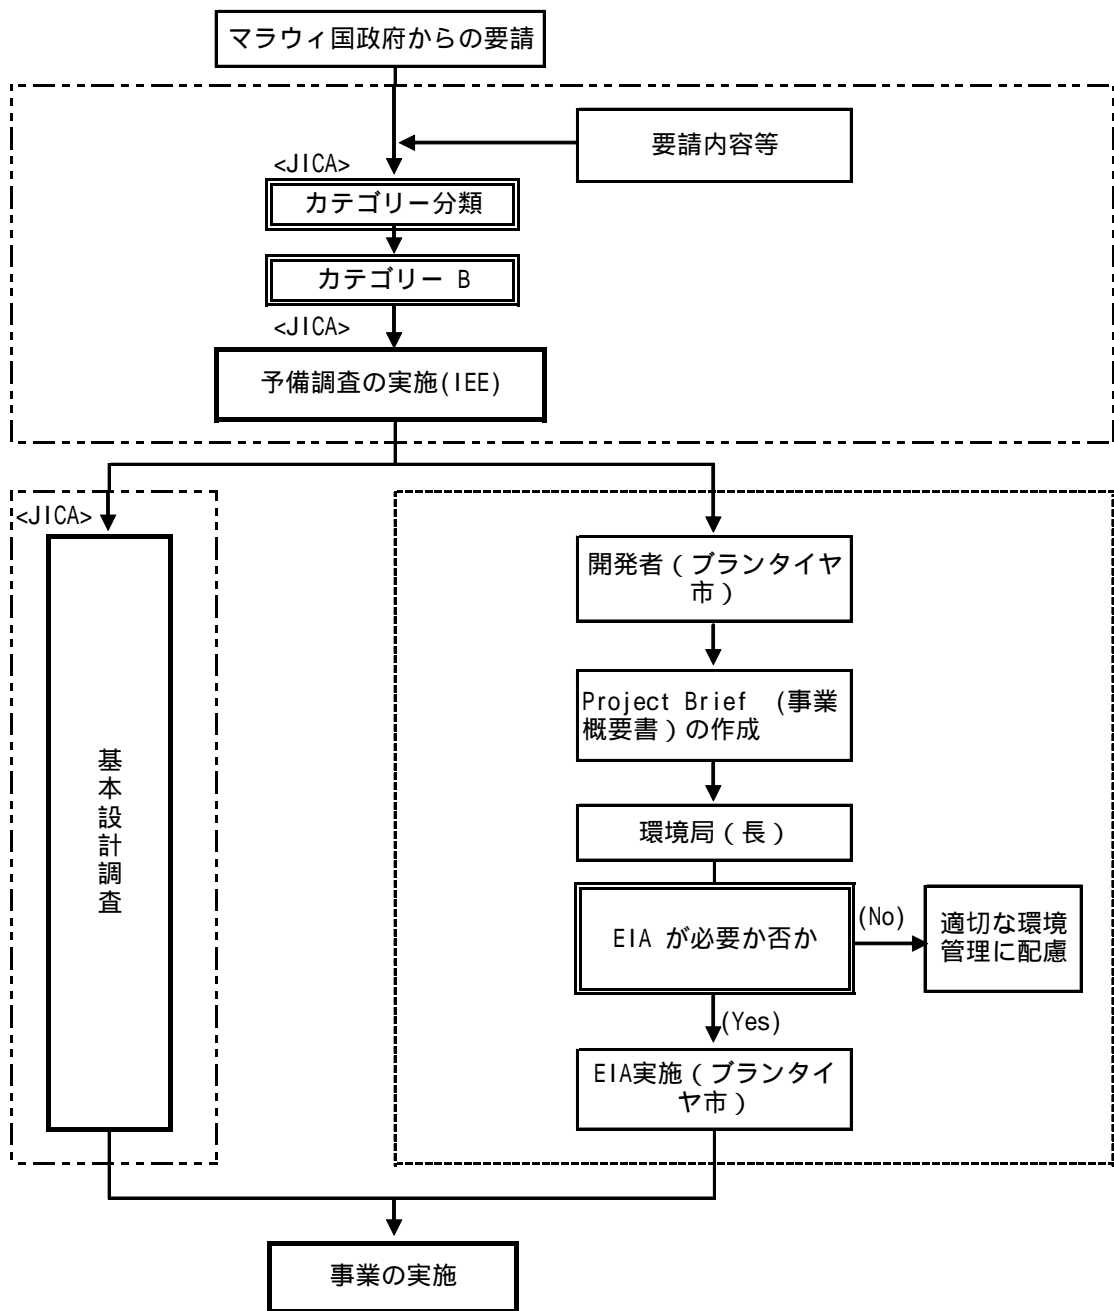 マラウィ国政府からの要請
要請内容等
<JICA>
カテゴリー分類
カテゴリー B
<JICA>
予備調査の実施(IEE)
<JICA>
基本設計調査
開発者（ブランタイヤ
市）
Project Brief (事業
概要書）の作成
環境局（長）
EIA が必要か否か
(No)
適切な環境
管理に配慮
(Yes)
EIA実施（ブランタイ
ヤ市）
事業の実施